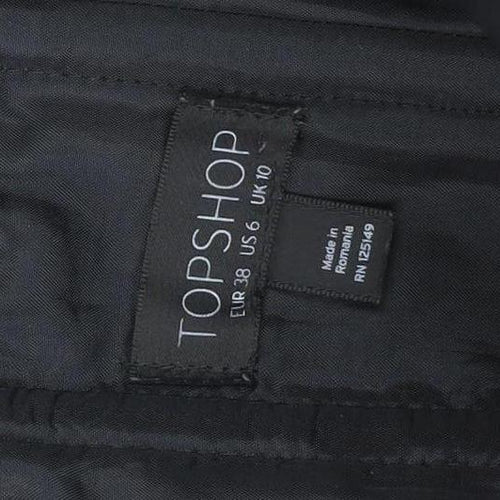 TOPSHOP
EUR 38 US 6 UK 10
Made in
Romania
RN 125149